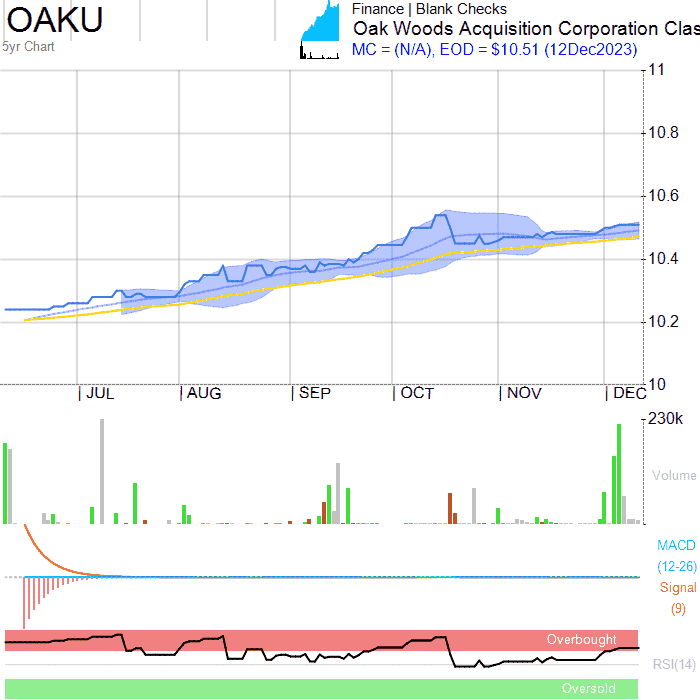 OAKU
5yr Chart
Finance | Blank Checks
Oak Woods Acquisition Corporation Clas
MC = (N/A), EOD = $10.51 (12Dec2023)
11
10.8
10.6
10.4
10.2
10
JUL AUG SEP OCT NOV DEC
230k
Volume
MACD
(12-26)
Signal
(9)
Overbought
RSI(14)
Oversold